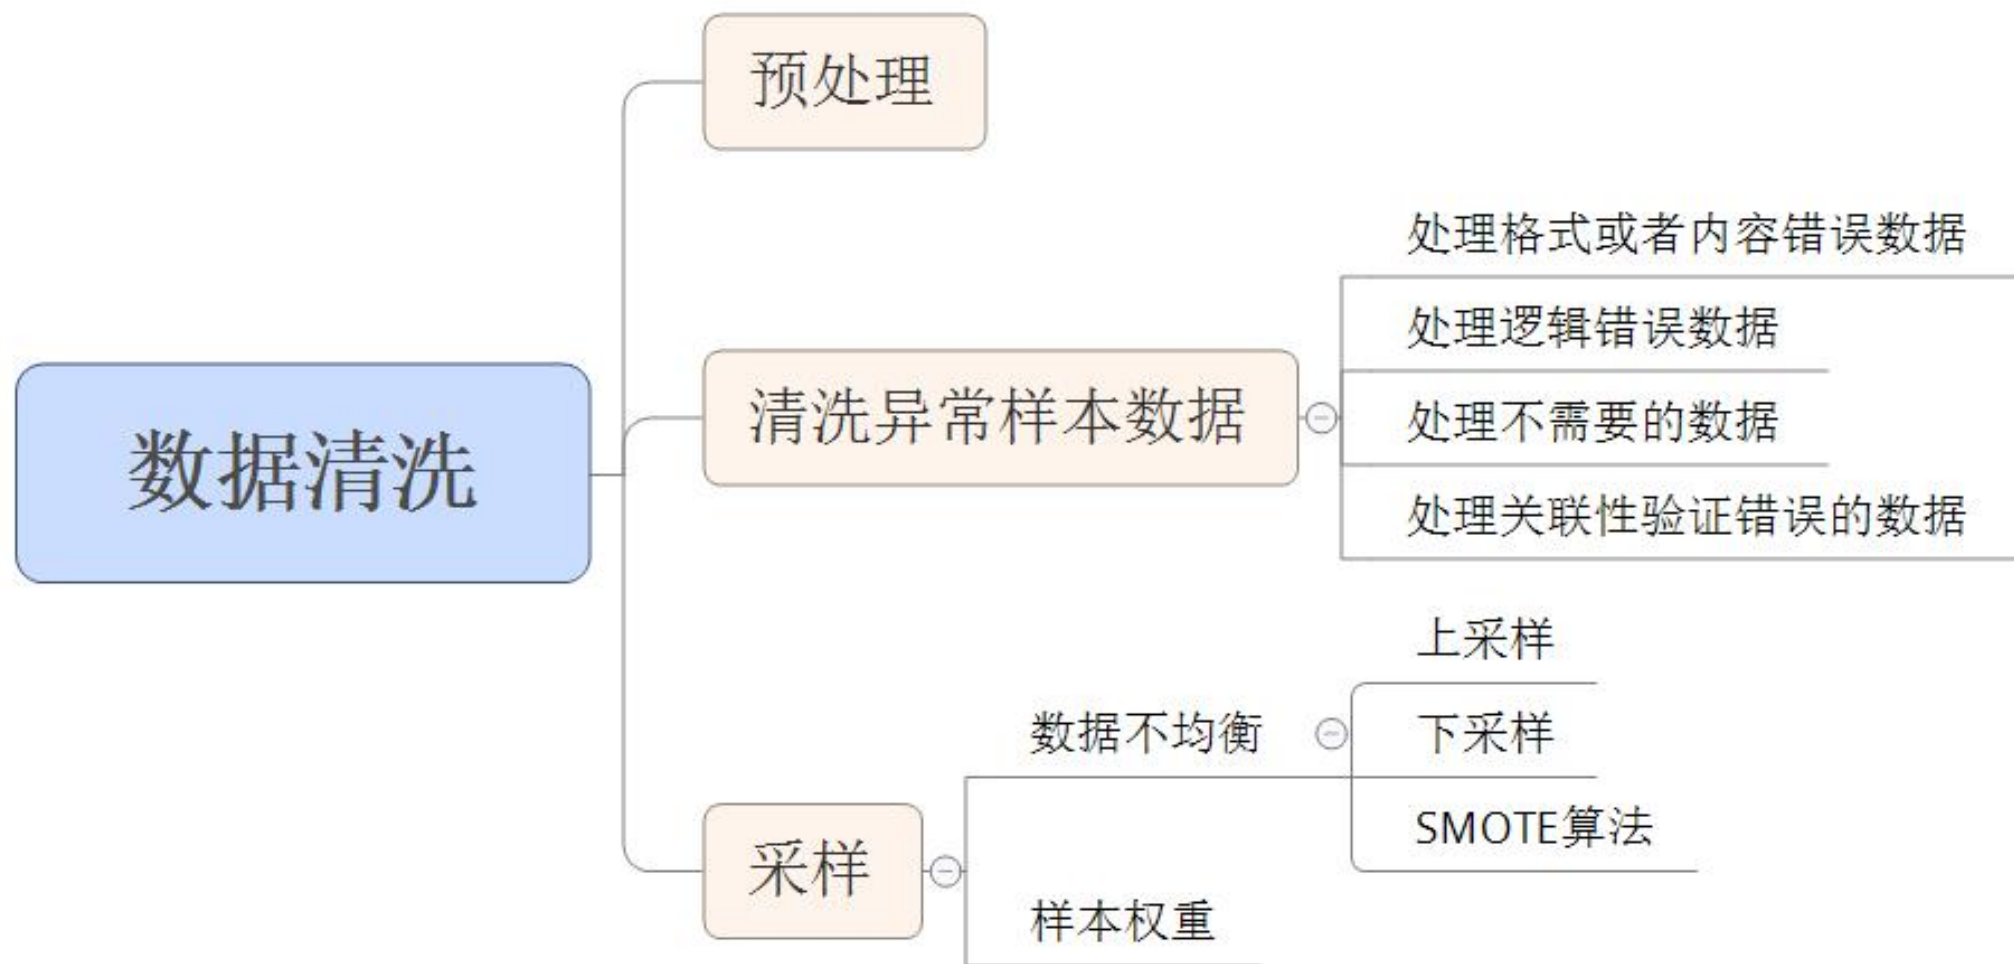 预处理
处理格式或者内容错误数据
处理逻辑错误数据
清洗异常样本数据
处理不需要的数据
数据清洗
处理关联性验证错误的数据
上采样
数据不均衡
下采样
SMOTE算法
采样
样本权重